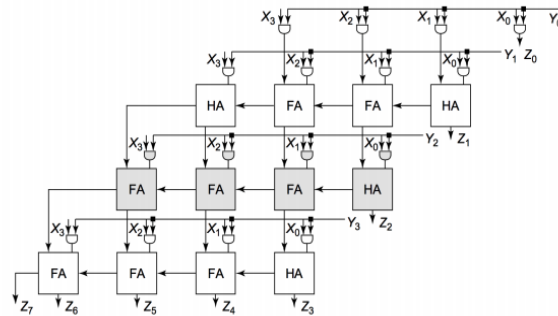 X3 X2 X1 X0
Y1 Z0
X3 X2 X1 X0
HA FA FA HA
Z1
X3 X2 X1 X0 Y2
FA FA FA HA
Z2
X3 X2 X1 X0 Y3
FA FA FA HA
Z7 Z6 Z5 Z4 Z3